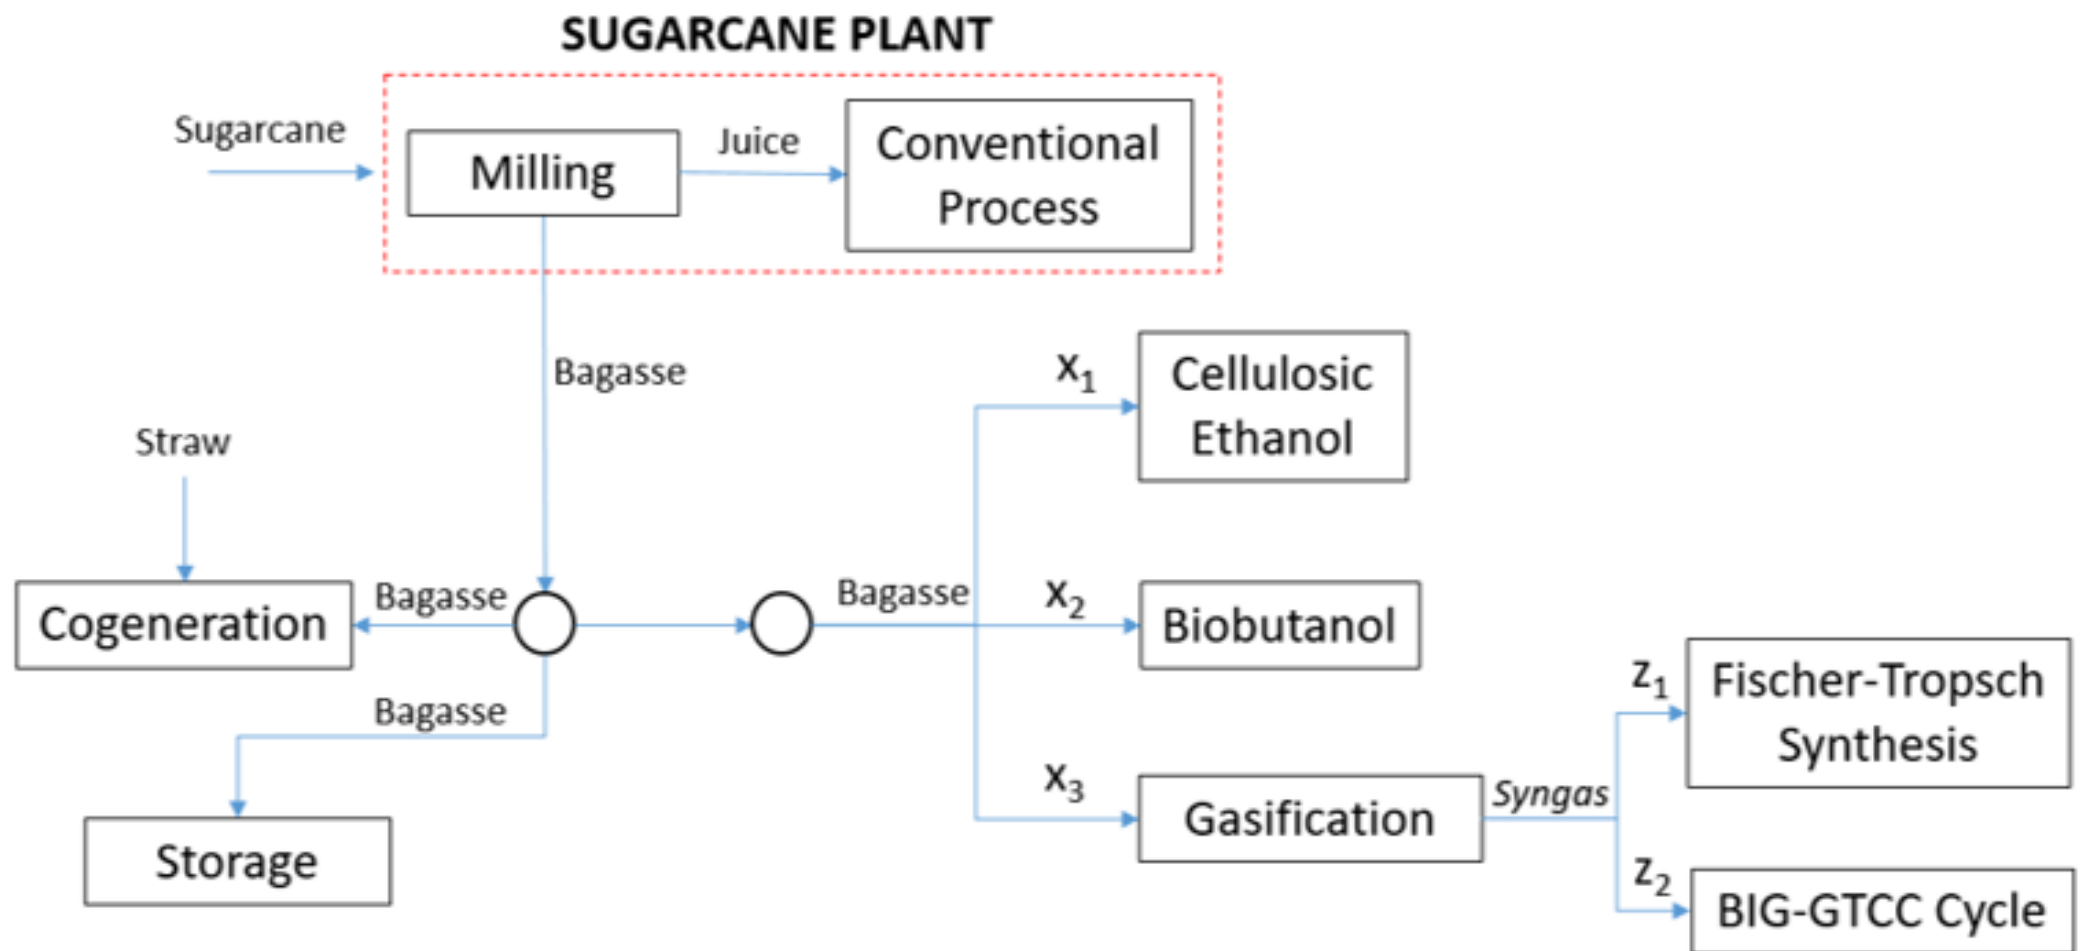 SUGARCANE PLANT
Sugarcane
Milling
Juice
Conventional
Process
Bagasse
Straw
Cogeneration
Bagasse
Bagasse
Storage
Bagasse
x₁
Cellulosic
Ethanol
x₂
Biobutanol
x₃
Gasification
Syngas
z₁
Fischer-Tropsch
Synthesis
z₂
BIG-GTCC Cycle